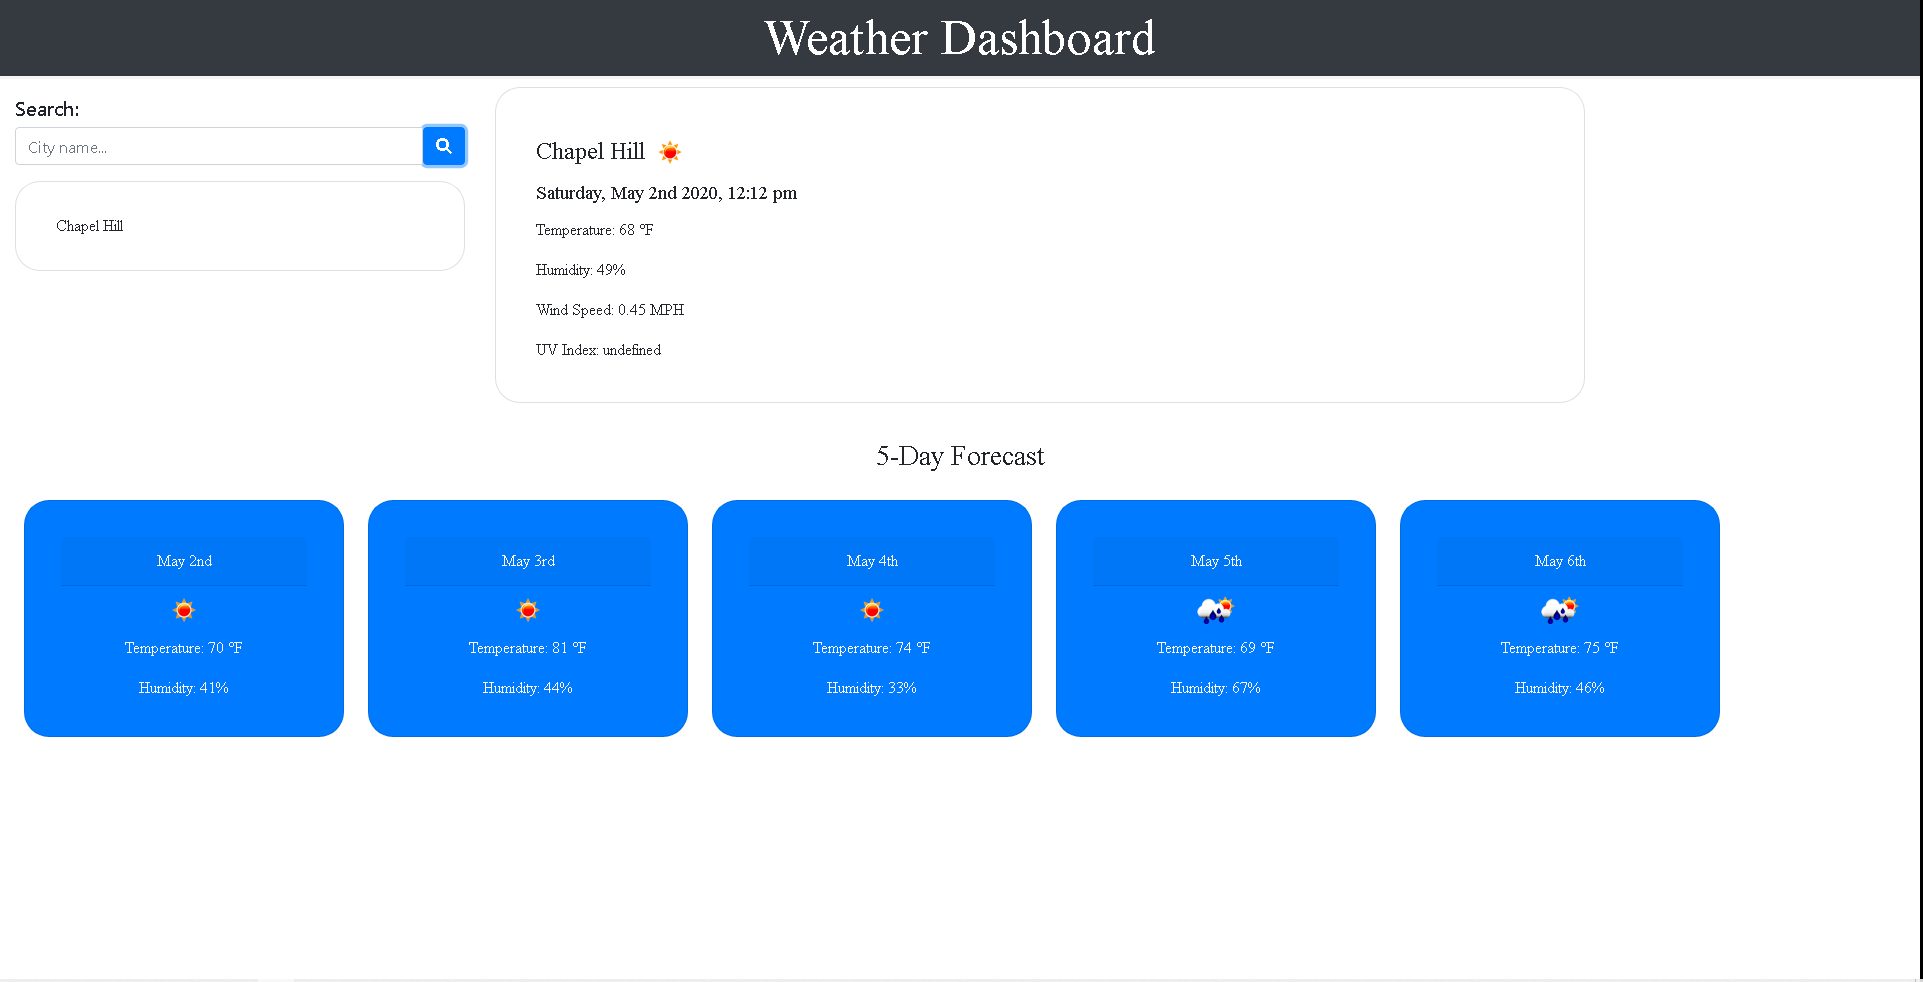 Weather Dashboard
Search:
City name...
Chapel Hill
Chapel Hill
Saturday, May 2nd 2020, 12:12 pm
Temperature: 68 °F
Humidity: 49%
Wind Speed: 0.45 MPH
UV Index: undefined
5-Day Forecast
May 2nd
Temperature: 70 °F
Humidity: 41%
May 3rd
Temperature: 81 °F
Humidity: 44%
May 4th
Temperature: 74 °F
Humidity: 33%
May 5th
Temperature: 69 °F
Humidity: 67%
May 6th
Temperature: 75 °F
Humidity: 46%